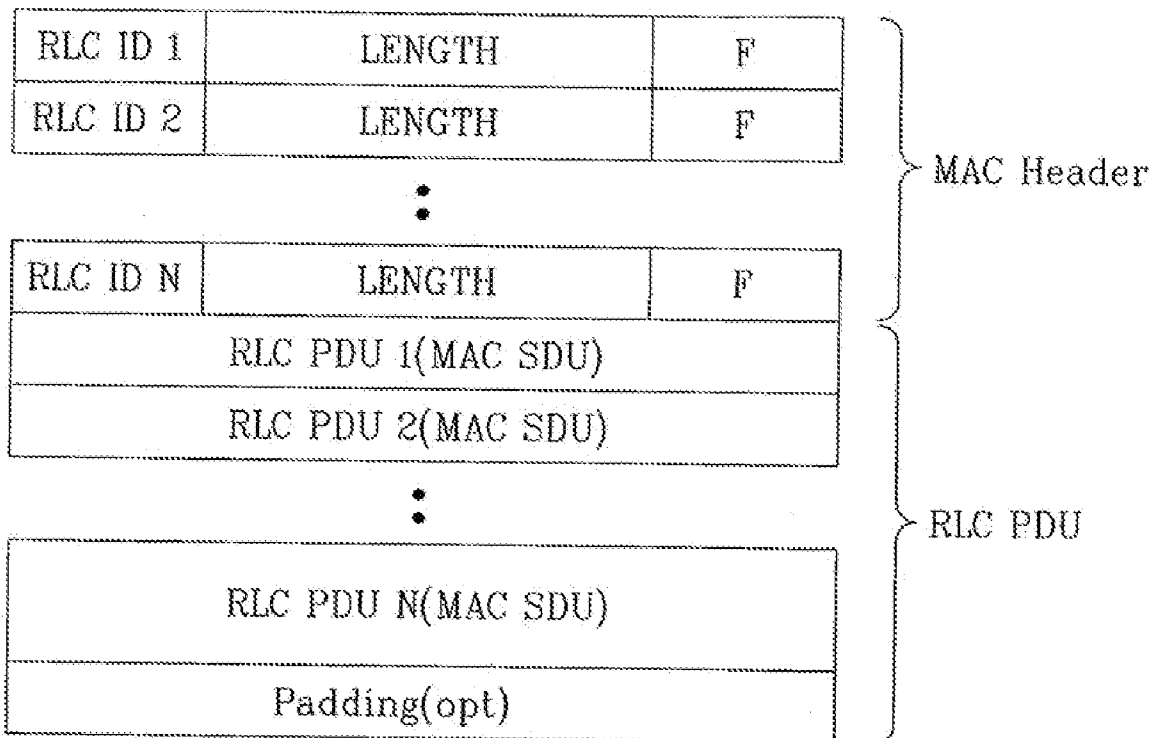 RLC ID 1 LENGTH F
RLC ID 2 LENGTH F
MAC Header
RLC ID N LENGTH F
RLC PDU 1(MAC SDU)
RLC PDU 2(MAC SDU)
RLC PDU
RLC PDU N(MAC SDU)
Padding(opt)